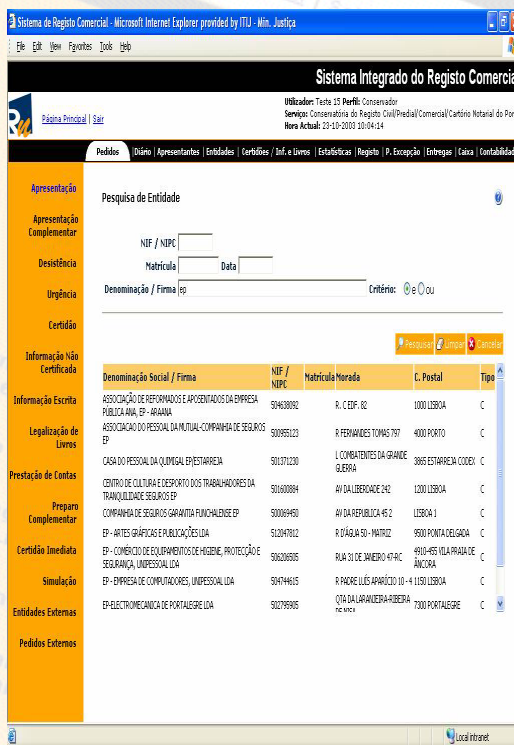 Sistema de Registo Comercial - Microsoft Internet Explorer provided by ITIJ - Min. Justiça
File Edit View Favorites Tools Help
Sistema Integrado do Registo Comercia
Utilizador: Teste 15 Perfil: Conservador
Serviço: Conservatória do Registo Civil/Predial/Comercial/Cartório Notarial do Por
Hora Actual: 23-10-2003 10:04:14
Página Principal | Sair
Pedidos | Diário | Apresentantes | Entidades | Certidões / Inf. e Livros | Estatísticas | Registo | P. Excepção | Entregas | Caixa | Contabilidad
Apresentação
Apresentação
Complementar
Desistência
Urgência
Certidão
Informação Não
Certificada
Informação Escrita
Legalização de
Livros
Prestação de Contas
Preparo
Complementar
Certidão Imediata
Simulação
Entidades Externas
Pedidos Externos
Pesquisa de Entidade
NIF / NIPC
Matrícula Data
Denominação / Firma ep Critério: e ou
Pesquisar Limpar Cancelar
Denominação Social / Firma NIF / NIPC Matrícula Morada C. Postal Tipo
ASSOCIAÇÃO DE REFORMADOS E APOSENTADOS DA EMPRESA
PÚBLICA ANA, EP - ARAANA 504638092 R. C EDF. 82 1000 LISBOA C
ASSOCIACAO DO PESSOAL DA MUTUAL-COMPANHIA DE SEGUROS
EP 500955123 R FERNANDES TOMAS 797 4000 PORTO C
CASA DO PESSOAL DA QUIMIGAL EP/ESTARREJA 501371230 L COMBATENTES DA GRANDE
GUERRA 3865 ESTARREJA CODEX C
CENTRO DE CULTURA E DESPORTO DOS TRABALHADORES DA
TRANQUILIDADE SEGUROS EP 501600884 AV DA LIBERDADE 242 1200 LISBOA C
COMPANHIA DE SEGUROS GARANTIA FUNCHALENSE EP 500069450 AV DA REPUBLICA 45 2 LISBOA 1 C
EP - ARTES GRÁFICAS E PUBLICAÇÕES LDA 512047812 R D'ÁGUA 50 - MATRIZ 9500 PONTA DELGADA C
EP - COMÉRCIO DE EQUIPAMENTOS DE HIGIENE, PROTECÇÃO E
SEGURANÇA, UNIPESSOAL LDA 506206505 RUA 31 DE JANEIRO 47-RC 4910-455 VILA PRAIA DE
ÂNCORA C
EP - EMPRESA DE COMPUTADORES, UNIPESSOAL LDA 504744615 R PADRE LUÍS APARÍCIO 10 - 4 1150 LISBOA C
EP-ELECTROMECANICA DE PORTALEGRE LDA 502795985 QTA DA LARANJEIRA-RIBEIRA
DE NISA 7300 PORTALEGRE C
Local intranet